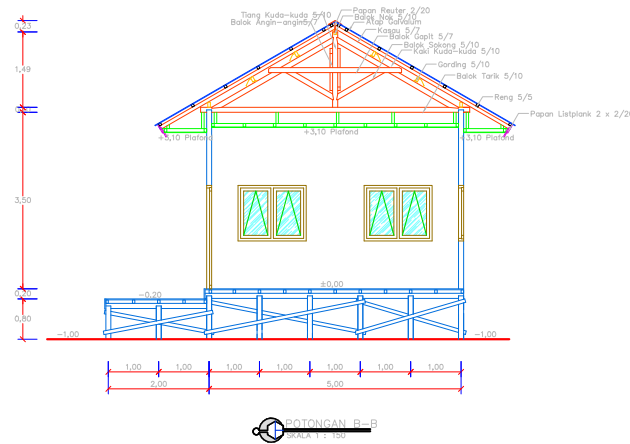 Papan Reuter 2/20
Tiang Kuda-kuda 5/10
Balok Nok 5/10
Balok Angin-angin5/7
Atap Galvalum
Kasau 5/7
Balok Gapit 5/7
Balok Sokong 5/10
Kaki Kuda-kuda 5/10
Gording 5/10
Balok Tarik 5/10
Reng 5/5
Papan Listplank 2 x 2/20
0,23
1,49
3,50
0,20
0,80
+3,10 Plafond
+3,10 Plafond
+3,10 Plafond
±0,00
-0,20
-1,00
-1,00
1,00 1,00 1,00 1,00 1,00 1,00 1,00
2,00 5,00
POTONGAN B-B
SKALA 1 : 150